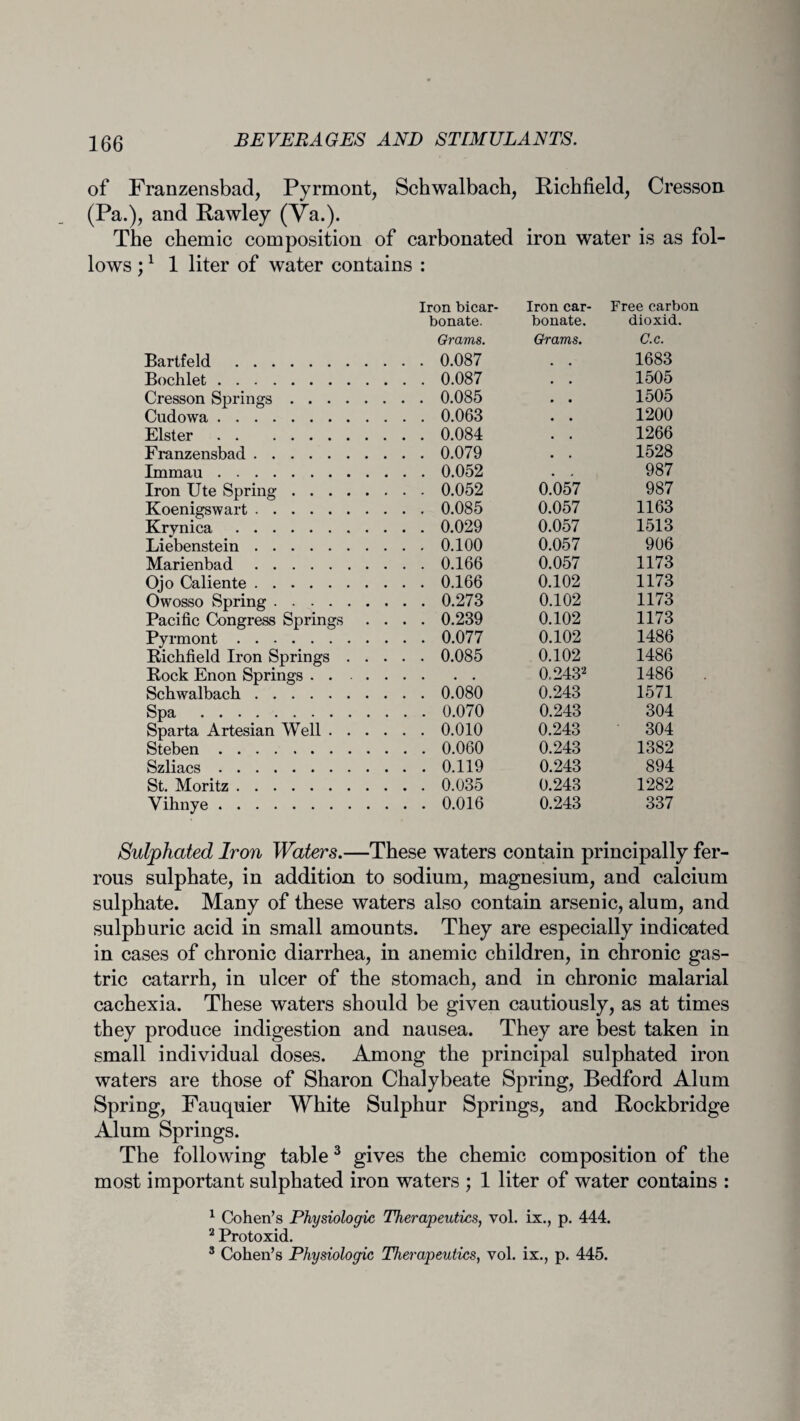 166 BEVERAGES AND STIMULANTS.
of Franzensbad, Pyrmont, Schwalbach, Richfield, Cresson
(Pa.), and Rawley (Va.).
The chemic composition of carbonated iron water is as fol-
lows ;¹ 1 liter of water contains :
Iron bicar- Iron car- Free carbon
bonate. bonate. dioxid.
Grams. Grams. C.c.
Bartfeld . . . . . . . . . . . . 0.087 . . 1683
Bochlet . . . . . . . . . . . . 0.087 . . 1505
Cresson Springs . . . . . . . . 0.085 . . 1505
Cudowa . . . . . . . . . . . . 0.063 . . 1200
Elster . . . . . . . . . . . . 0.084 . . 1266
Franzensbad . . . . . . . . . . 0.079 . . 1528
Immau . . . . . . . . . . . . 0.052 . . 987
Iron Ute Spring . . . . . . . . 0.052 0.057 987
Koenigswart . . . . . . . . . . 0.085 0.057 1163
Krynica . . . . . . . . . . . . 0.029 0.057 1513
Liebenstein . . . . . . . . . . 0.100 0.057 906
Marienbad . . . . . . . . . . 0.166 0.057 1173
Ojo Caliente . . . . . . . . . . 0.166 0.102 1173
Owosso Spring . . . . . . . . . 0.273 0.102 1173
Pacific Congress Springs . . . . 0.239 0.102 1173
Pyrmont . . . . . . . . . . . 0.077 0.102 1486
Richfield Iron Springs . . . . . 0.085 0.102 1486
Rock Enon Springs . . . . . . . . . 0.243² 1486
Schwalbach . . . . . . . . . . 0.080 0.243 1571
Spa . . . . . . . . . . . . . 0.070 0.243 304
Sparta Artesian Well . . . . . . 0.010 0.243 304
Steben . . . . . . . . . . . . 0.060 0.243 1382
Szliacs . . . . . . . . . . . . 0.119 0.243 894
St. Moritz . . . . . . . . . . . 0.035 0.243 1282
Vihnye . . . . . . . . . . . . 0.016 0.243 337
Sulphated Iron Waters.—These waters contain principally fer-
rous sulphate, in addition to sodium, magnesium, and calcium
sulphate. Many of these waters also contain arsenic, alum, and
sulphuric acid in small amounts. They are especially indicated
in cases of chronic diarrhea, in anemic children, in chronic gas-
tric catarrh, in ulcer of the stomach, and in chronic malarial
cachexia. These waters should be given cautiously, as at times
they produce indigestion and nausea. They are best taken in
small individual doses. Among the principal sulphated iron
waters are those of Sharon Chalybeate Spring, Bedford Alum
Spring, Fauquier White Sulphur Springs, and Rockbridge
Alum Springs.
The following table ³ gives the chemic composition of the
most important sulphated iron waters ; 1 liter of water contains :
¹ Cohen's Physiologic Therapeutics, vol. ix., p. 444.
² Protoxid.
³ Cohen's Physiologic Therapeutics, vol. ix., p. 445.